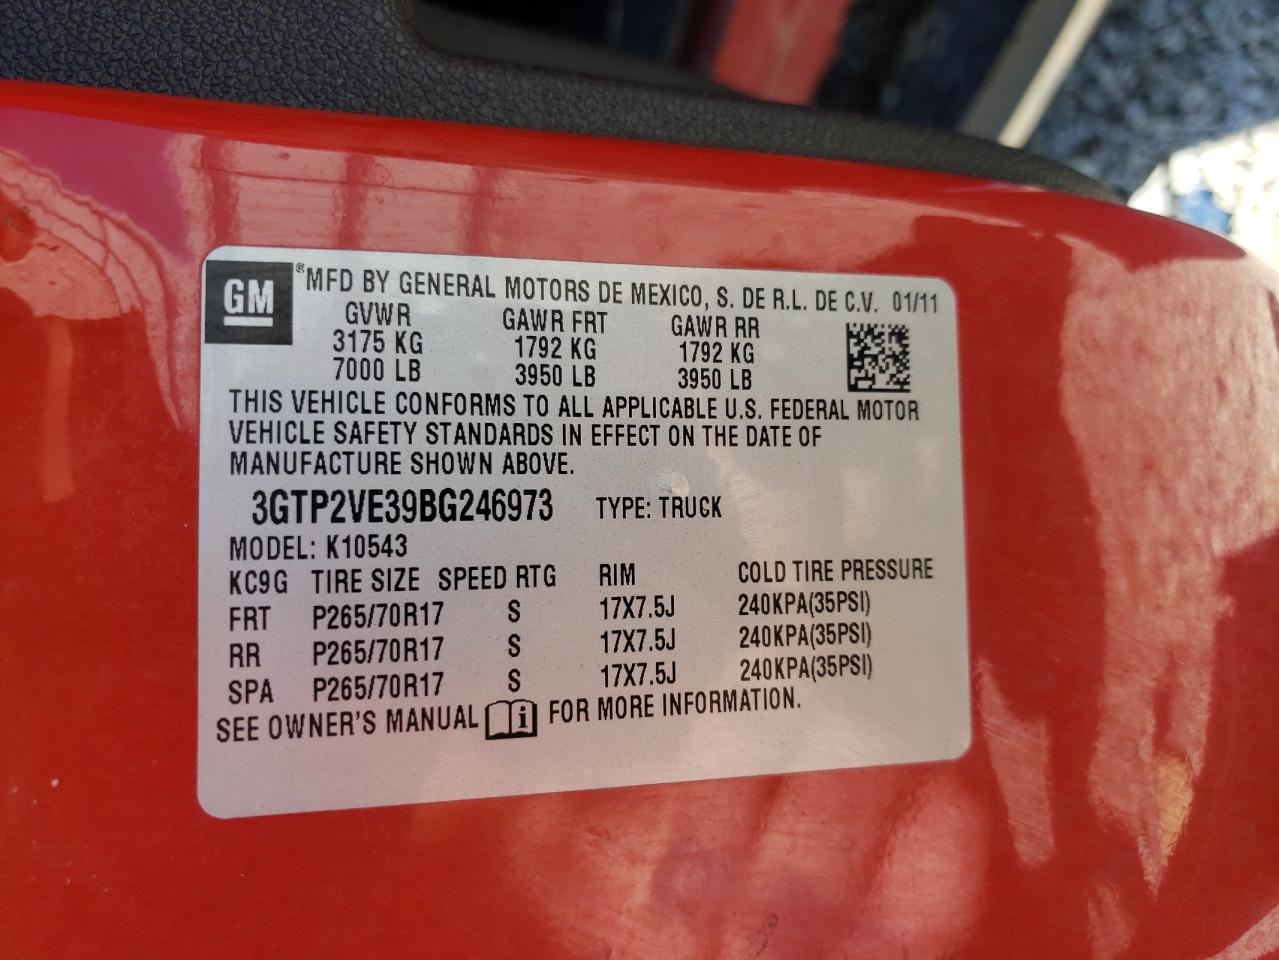 GM ® MFD BY GENERAL MOTORS DE MEXICO, S. DE R.L. DE C.V. 01/11
GVWR GAWR FRT GAWR RR
3175 KG 1792 KG 1792 KG
7000 LB 3950 LB 3950 LB
THIS VEHICLE CONFORMS TO ALL APPLICABLE U.S. FEDERAL MOTOR
VEHICLE SAFETY STANDARDS IN EFFECT ON THE DATE OF
MANUFACTURE SHOWN ABOVE.
3GTP2VE39BG246973 TYPE: TRUCK
MODEL: K10543
KC9G TIRE SIZE SPEED RTG RIM COLD TIRE PRESSURE
FRT P265/70R17 S 17X7.5J 240KPA(35PSI)
RR P265/70R17 S 17X7.5J 240KPA(35PSI)
SPA P265/70R17 S 17X7.5J 240KPA(35PSI)
SEE OWNER'S MANUAL i FOR MORE INFORMATION.